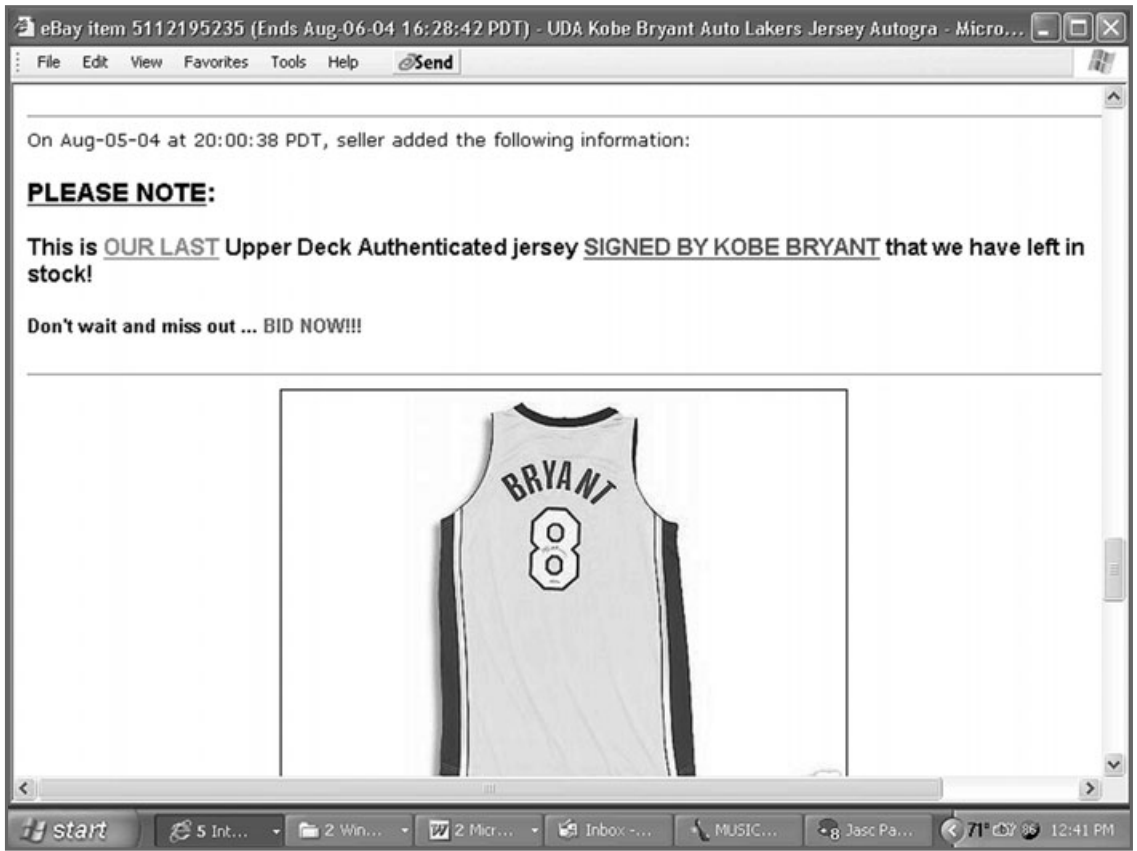 eBay item 5112195235 (Ends Aug-06-04 16:28:42 PDT) - UDA Kobe Bryant Auto Lakers Jersey Autogra - Micro...
File Edit View Favorites Tools Help Send
On Aug-05-04 at 20:00:38 PDT, seller added the following information:
PLEASE NOTE:
This is OUR LAST Upper Deck Authenticated jersey SIGNED BY KOBE BRYANT that we have left in
stock!
Don't wait and miss out ... BID NOW!!!
BRYANT
8
start 5 Int... 2 Win... 2 Micr... Inbox -... MUSIC... Jasc Pa... 71° 86 12:41 PM